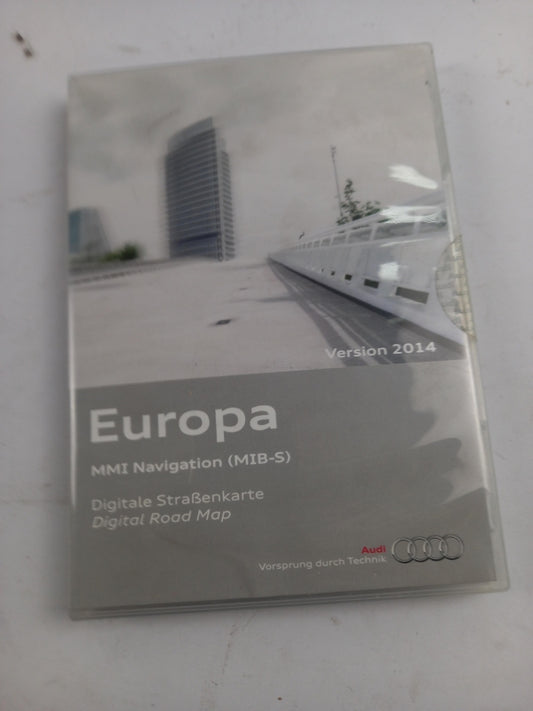 Version 2014
Europa
MMI Navigation (MIB-S)
Digitale Straßenkarte
Digital Road Map
Audi
Vorsprung durch Technik